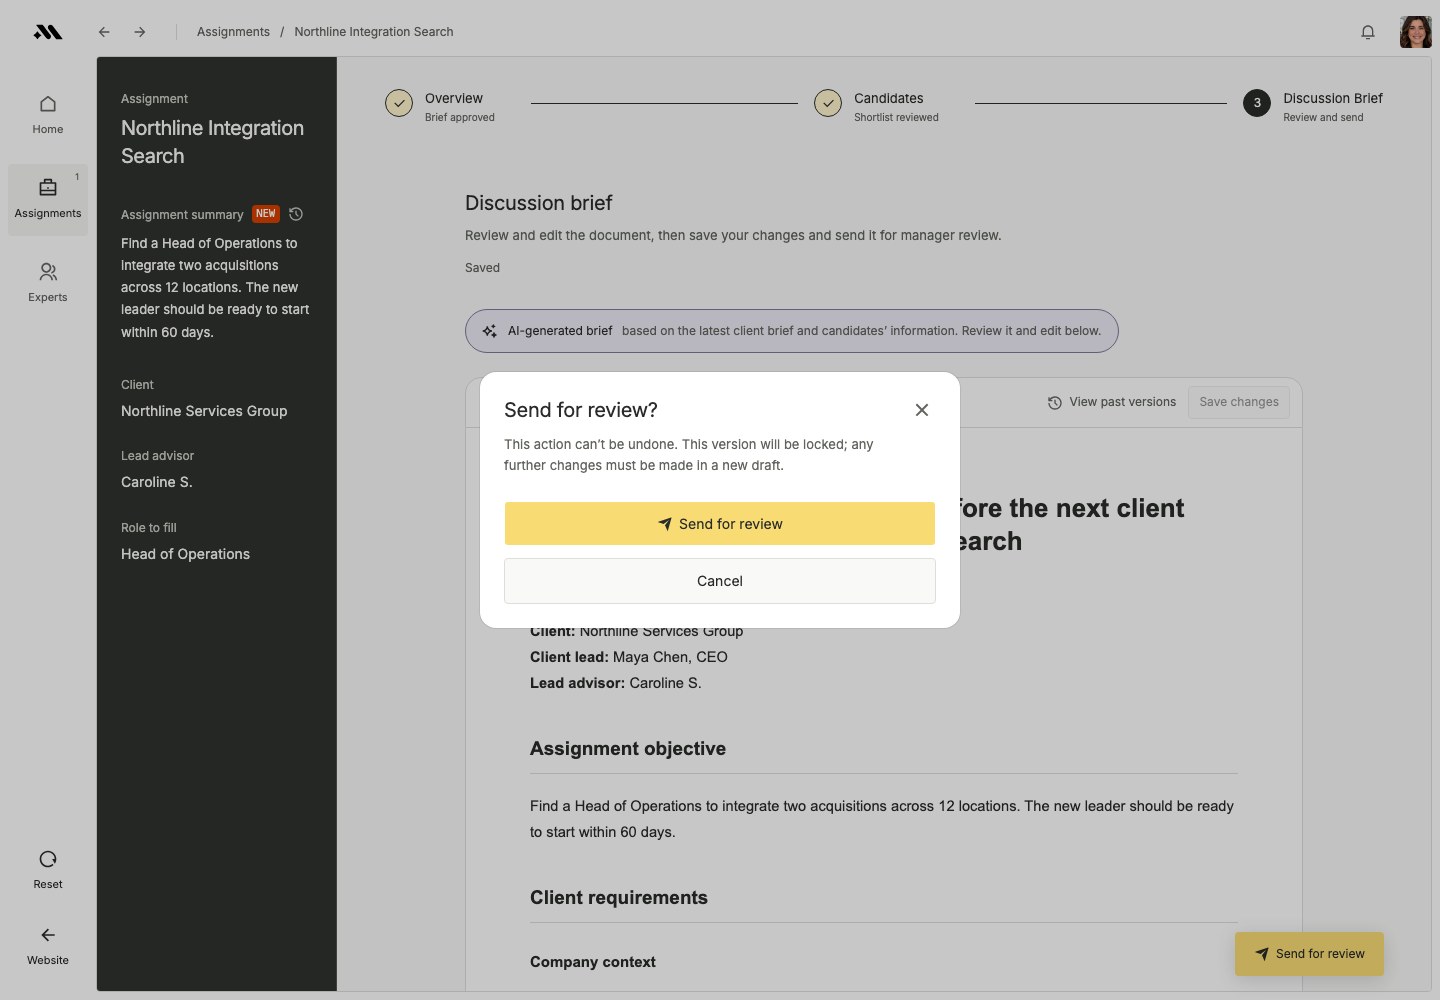 Assignments / Northline Integration Search
Home
1
Assignments
Experts
Reset
Website
Assignment
Northline Integration
Search
Assignment summary NEW
Find a Head of Operations to
integrate two acquisitions
across 12 locations. The new
leader should be ready to start
within 60 days.
Client
Northline Services Group
Lead advisor
Caroline S.
Role to fill
Head of Operations
Overview
Brief approved
Candidates
Shortlist reviewed
3
Discussion Brief
Review and send
Discussion brief
Review and edit the document, then save your changes and send it for manager review.
Saved
AI-generated brief based on the latest client brief and candidates’ information. Review it and edit below.
View past versions
Save changes
Send for review?
This action can’t be undone. This version will be locked; any
further changes must be made in a new draft.
Send for review
Cancel
fore the next client
earch
Client: Northline Services Group
Client lead: Maya Chen, CEO
Lead advisor: Caroline S.
Assignment objective
Find a Head of Operations to integrate two acquisitions across 12 locations. The new leader should be ready
to start within 60 days.
Client requirements
Company context
Send for review